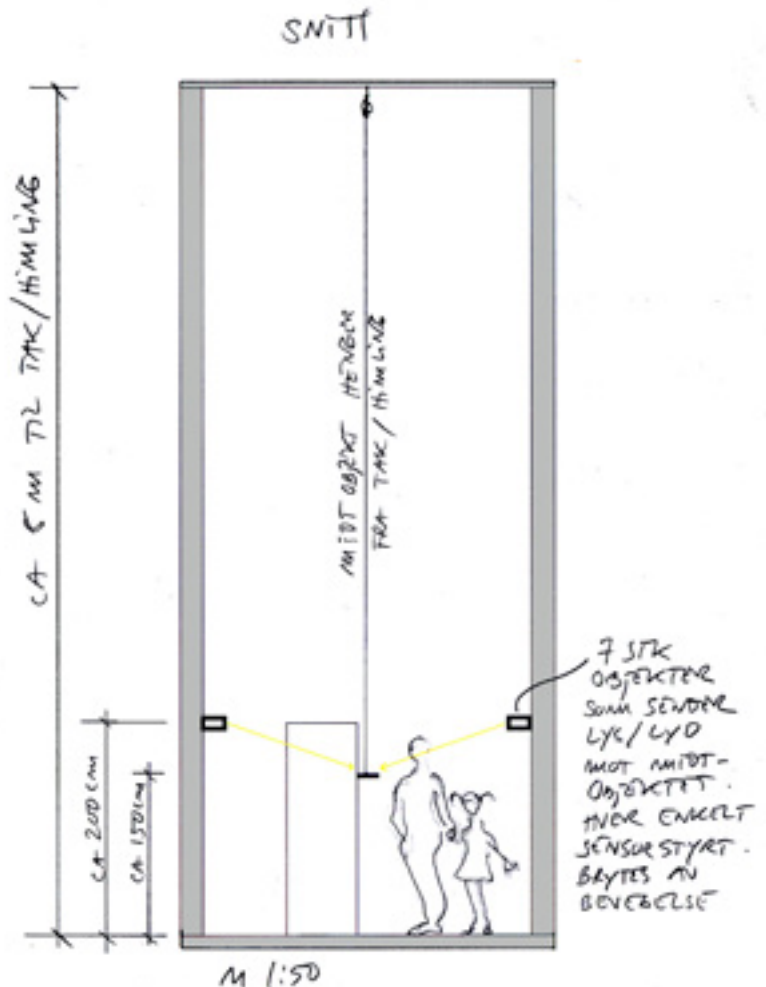 SNITT
CA 5 M TIL TAK/HIMLING
MIDT OBJEKT HENGER
FRA TAK/HIMLING
7 STK
OBJEKTER
SOM SENDER
LYS/LYD
MOT MIDT-
OBJEKTET.
HVER ENKELT
SENSORSTYRT.
BRYTES AV
BEVEGELSE
CA 200 cm
CA 150 cm
M 1:50